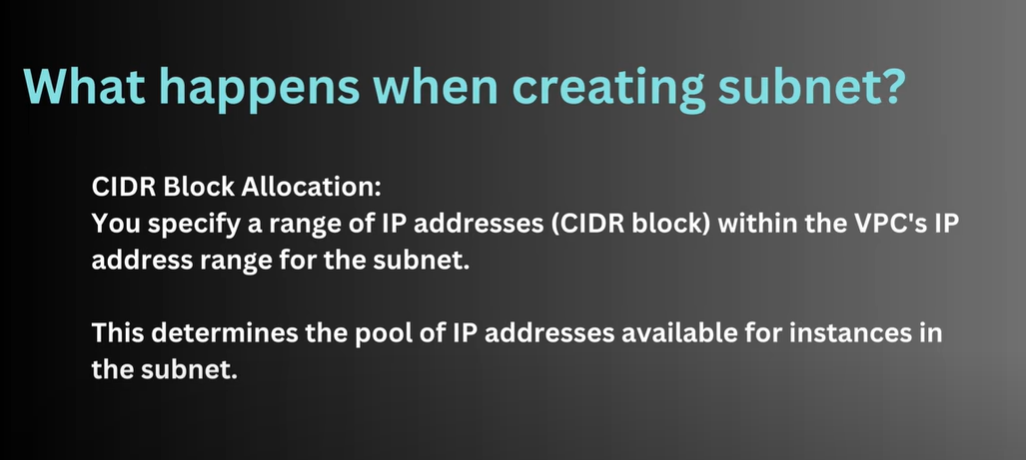 What happens when creating subnet?
CIDR Block Allocation:
You specify a range of IP addresses (CIDR block) within the VPC's IP
address range for the subnet.
This determines the pool of IP addresses available for instances in
the subnet.